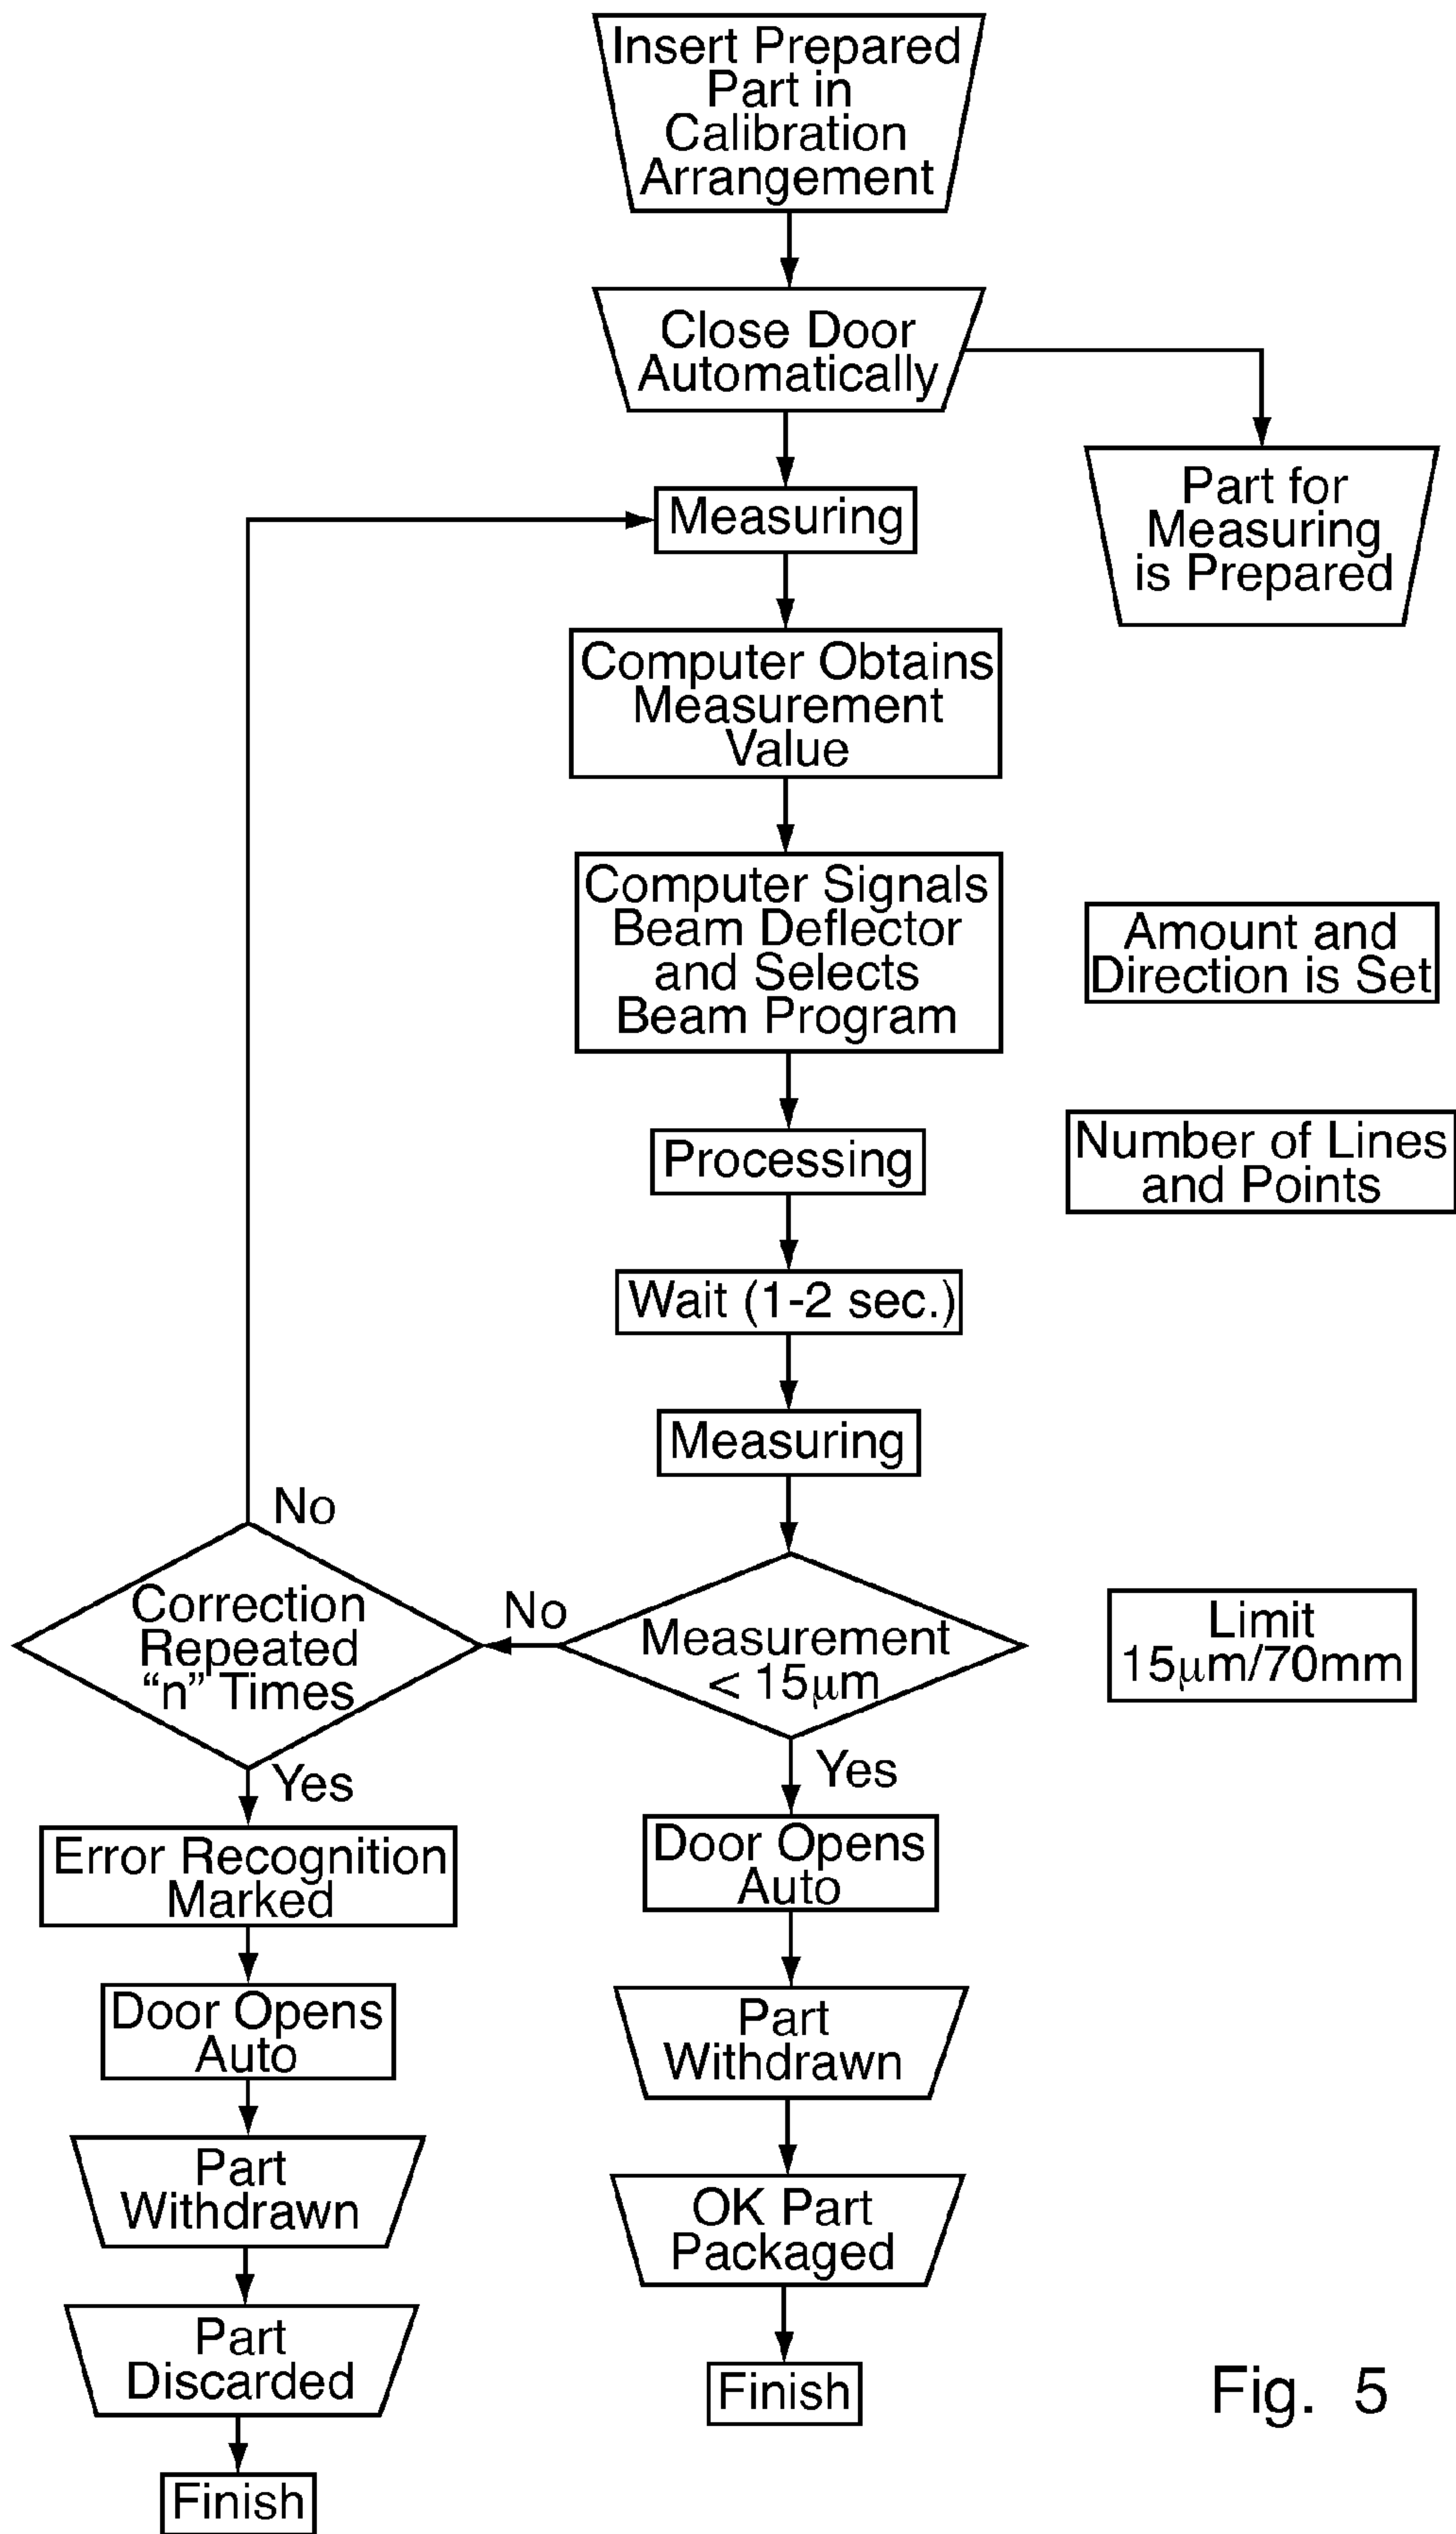 Insert Prepared
Part in
Calibration
Arrangement
Close Door
Automatically
Part for
Measuring
is Prepared
Measuring
Computer Obtains
Measurement
Value
Computer Signals
Beam Deflector
and Selects
Beam Program
Amount and
Direction is Set
Processing
Number of Lines
and Points
Wait (1-2 sec.)
Measuring
No
Correction
Repeated
“n” Times
No
Measurement
< 15μm
Limit
15μm/70mm
Yes
Yes
Error Recognition
Marked
Door Opens
Auto
Door Opens
Auto
Part
Withdrawn
Part
Withdrawn
OK Part
Packaged
Part
Discarded
Finish
Finish
Fig. 5